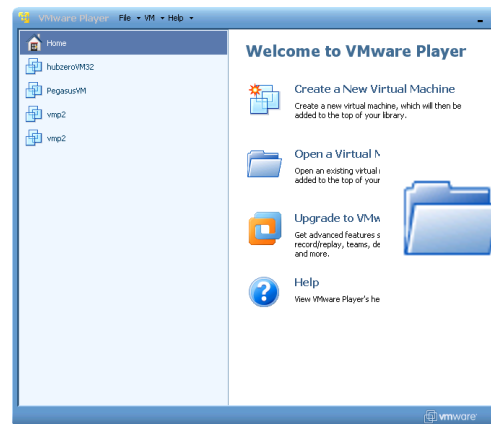 VMware Player File VM Help
Home
hubzeroVM32
PegasusVM
vmp2
vmp2
Welcome to VMware Player
Create a New Virtual Machine
Create a new virtual machine, which will then be
added to the top of your library.
Open a Virtual
Open an existing virtual
added to the top of your
Upgrade to
Get advanced features
record/replay, teams,
and more.
Help
View VMware Player's
vmware